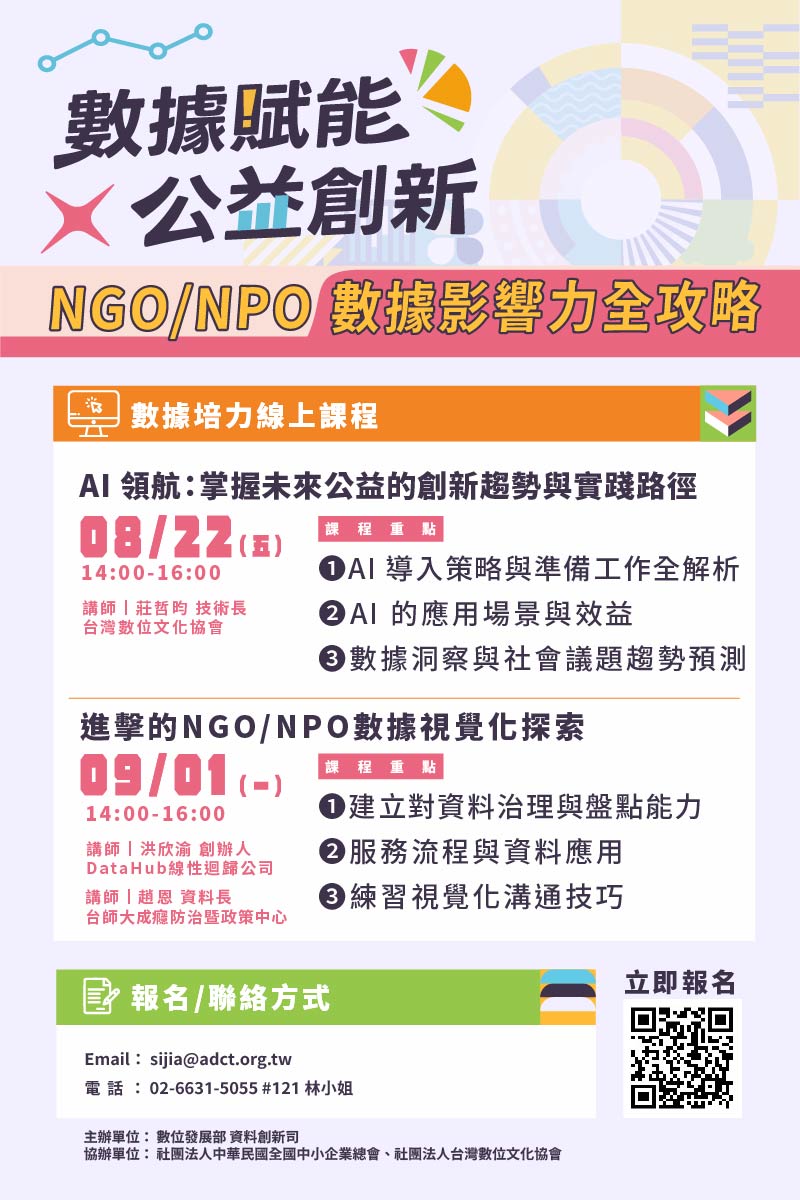 數據賦能
公益創新
NGO/NPO 數據影響力全攻略
數據培力線上課程
AI 領航：掌握未來公益的創新趨勢與實踐路徑
08/22(五)
14:00-16:00
講師｜莊哲昀 技術長
台灣數位文化協會
課程重點
❶AI 導入策略與準備工作全解析
❷AI 的應用場景與效益
❸數據洞察與社會議題趨勢預測
進擊的NGO/NPO數據視覺化探索
09/01(一)
14:00-16:00
講師｜洪欣渝 創辦人
DataHub線性迴歸公司
講師｜趙恩 資料長
台師大成癮防治暨政策中心
課程重點
❶建立對資料治理與盤點能力
❷服務流程與資料應用
❸練習視覺化溝通技巧
報名/聯絡方式
立即報名
Email：sijia@adct.org.tw
電 話 ：02-6631-5055 #121 林小姐
主辦單位：數位發展部 資料創新司
協辦單位：社團法人中華民國全國中小企業總會、社團法人台灣數位文化協會